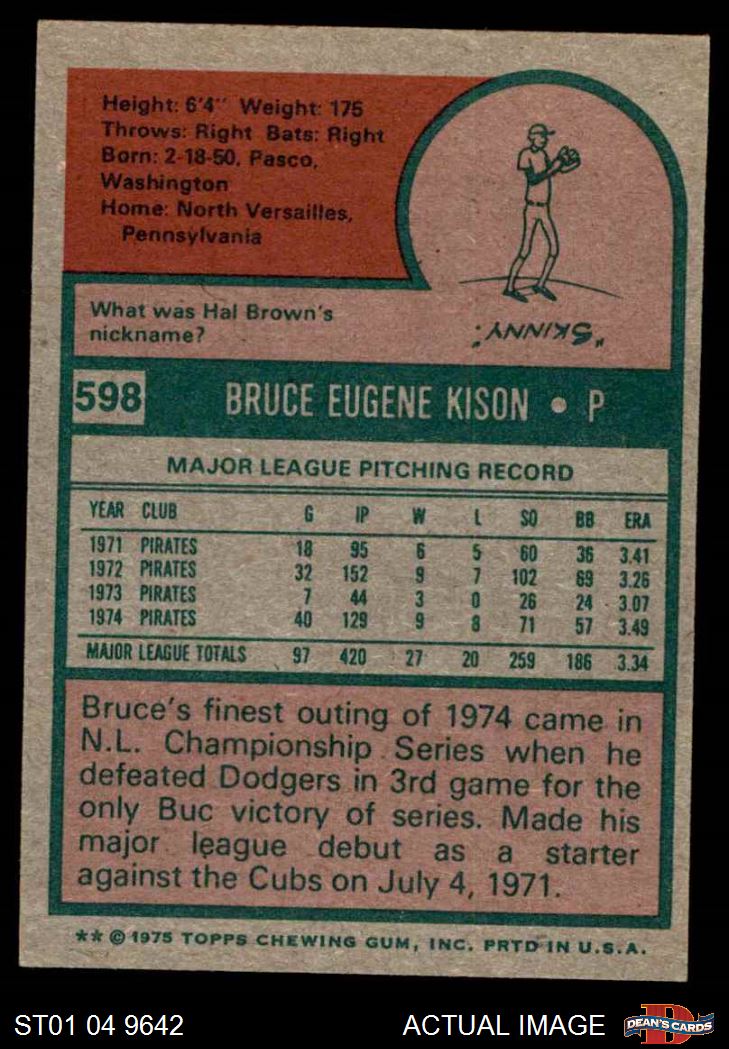 Height: 6'4" Weight: 175
Throws: Right Bats: Right
Born: 2-18-50, Pasco,
Washington
Home: North Versailles,
Pennsylvania
What was Hal Brown's
nickname?
"SKINNY."
598 BRUCE EUGENE KISON • P
MAJOR LEAGUE PITCHING RECORD
YEAR CLUB G IP W L SO BB ERA
1971 PIRATES 18 95 6 5 60 36 3.41
1972 PIRATES 32 152 9 7 102 69 3.26
1973 PIRATES 7 44 3 0 26 24 3.07
1974 PIRATES 40 129 9 8 71 57 3.49
MAJOR LEAGUE TOTALS 97 420 27 20 259 186 3.34
Bruce's finest outing of 1974 came in
N.L. Championship Series when he
defeated Dodgers in 3rd game for the
only Buc victory of series. Made his
major league debut as a starter
against the Cubs on July 4, 1971.
** © 1975 TOPPS CHEWING GUM, INC. PRTD IN U.S.A.
ST01 04 9642 ACTUAL IMAGE D DEAN'S CARDS